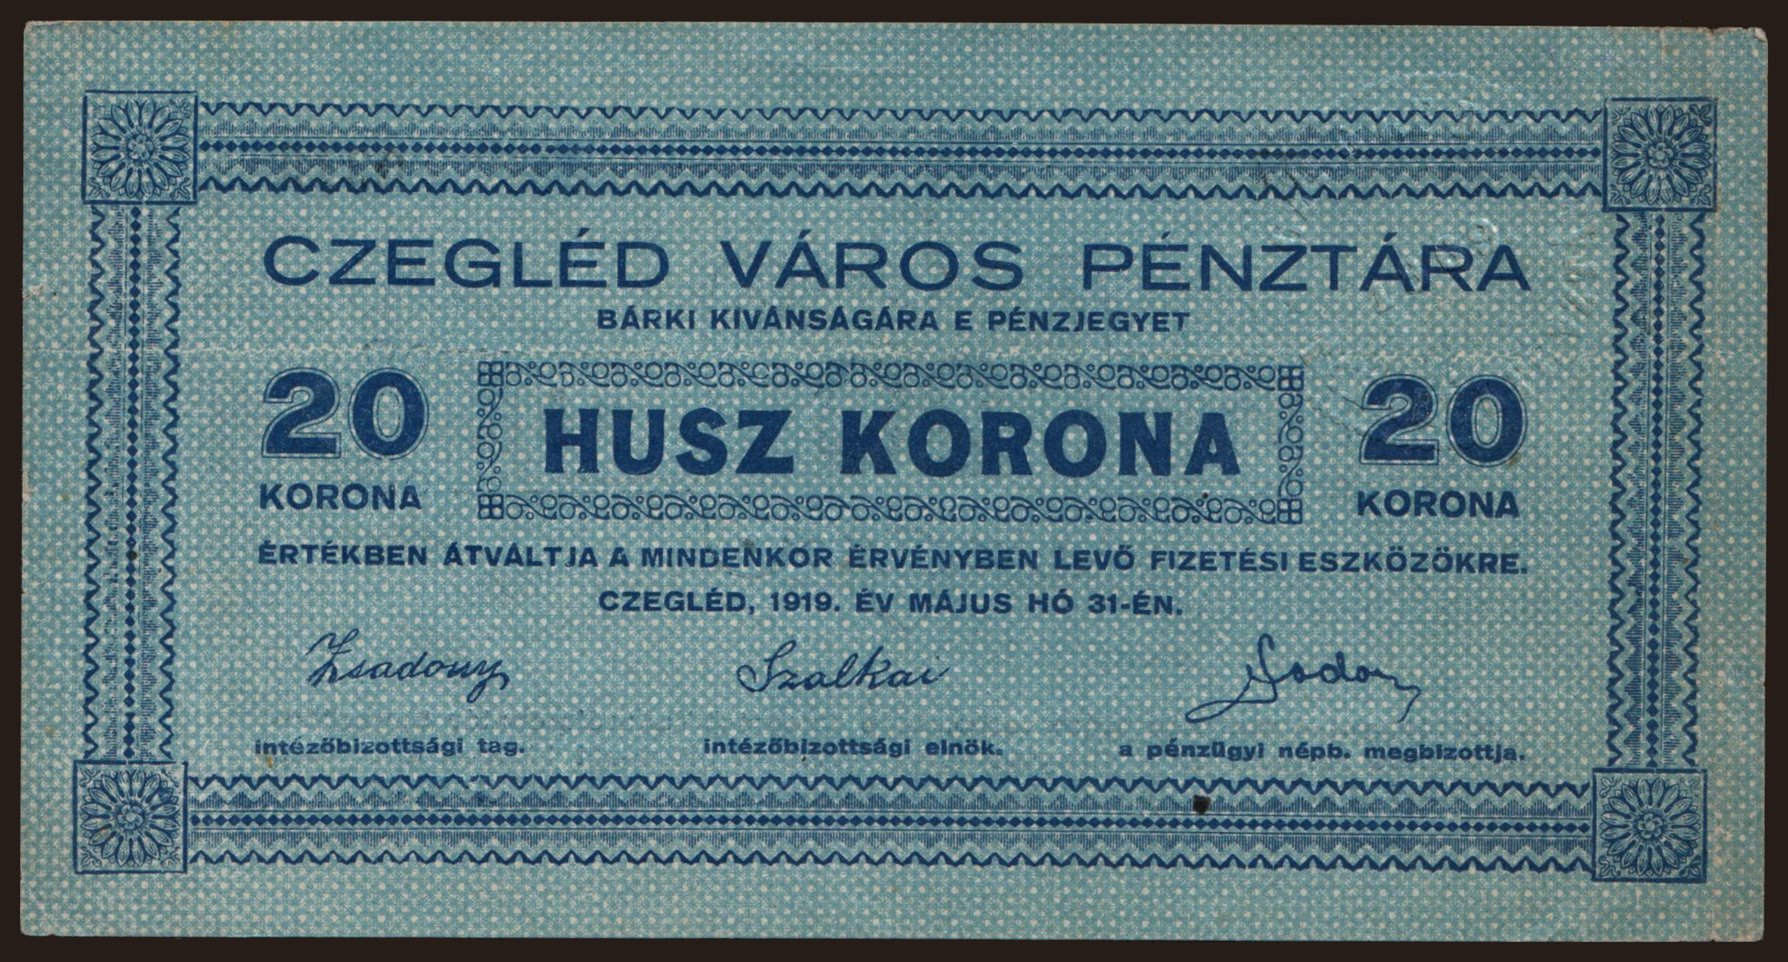 CZEGLÉD VÁROS PÉNZTÁRA
BÁRKI KIVÁNSÁGÁRA E PÉNZJEGYET
20 HUSZ KORONA 20
KORONA KORONA
ÉRTÉKBEN ÁTVÁLTJA A MINDENKOR ÉRVÉNYBEN LEVŐ FIZETÉSI ESZKÖZÖKRE.
CZEGLÉD, 1919. ÉV MÁJUS HÓ 31-ÉN.
Zsadony Szalkai
intézőbizottsági tag. intézőbizottsági elnök. a pénzügyi népb. megbizottja.